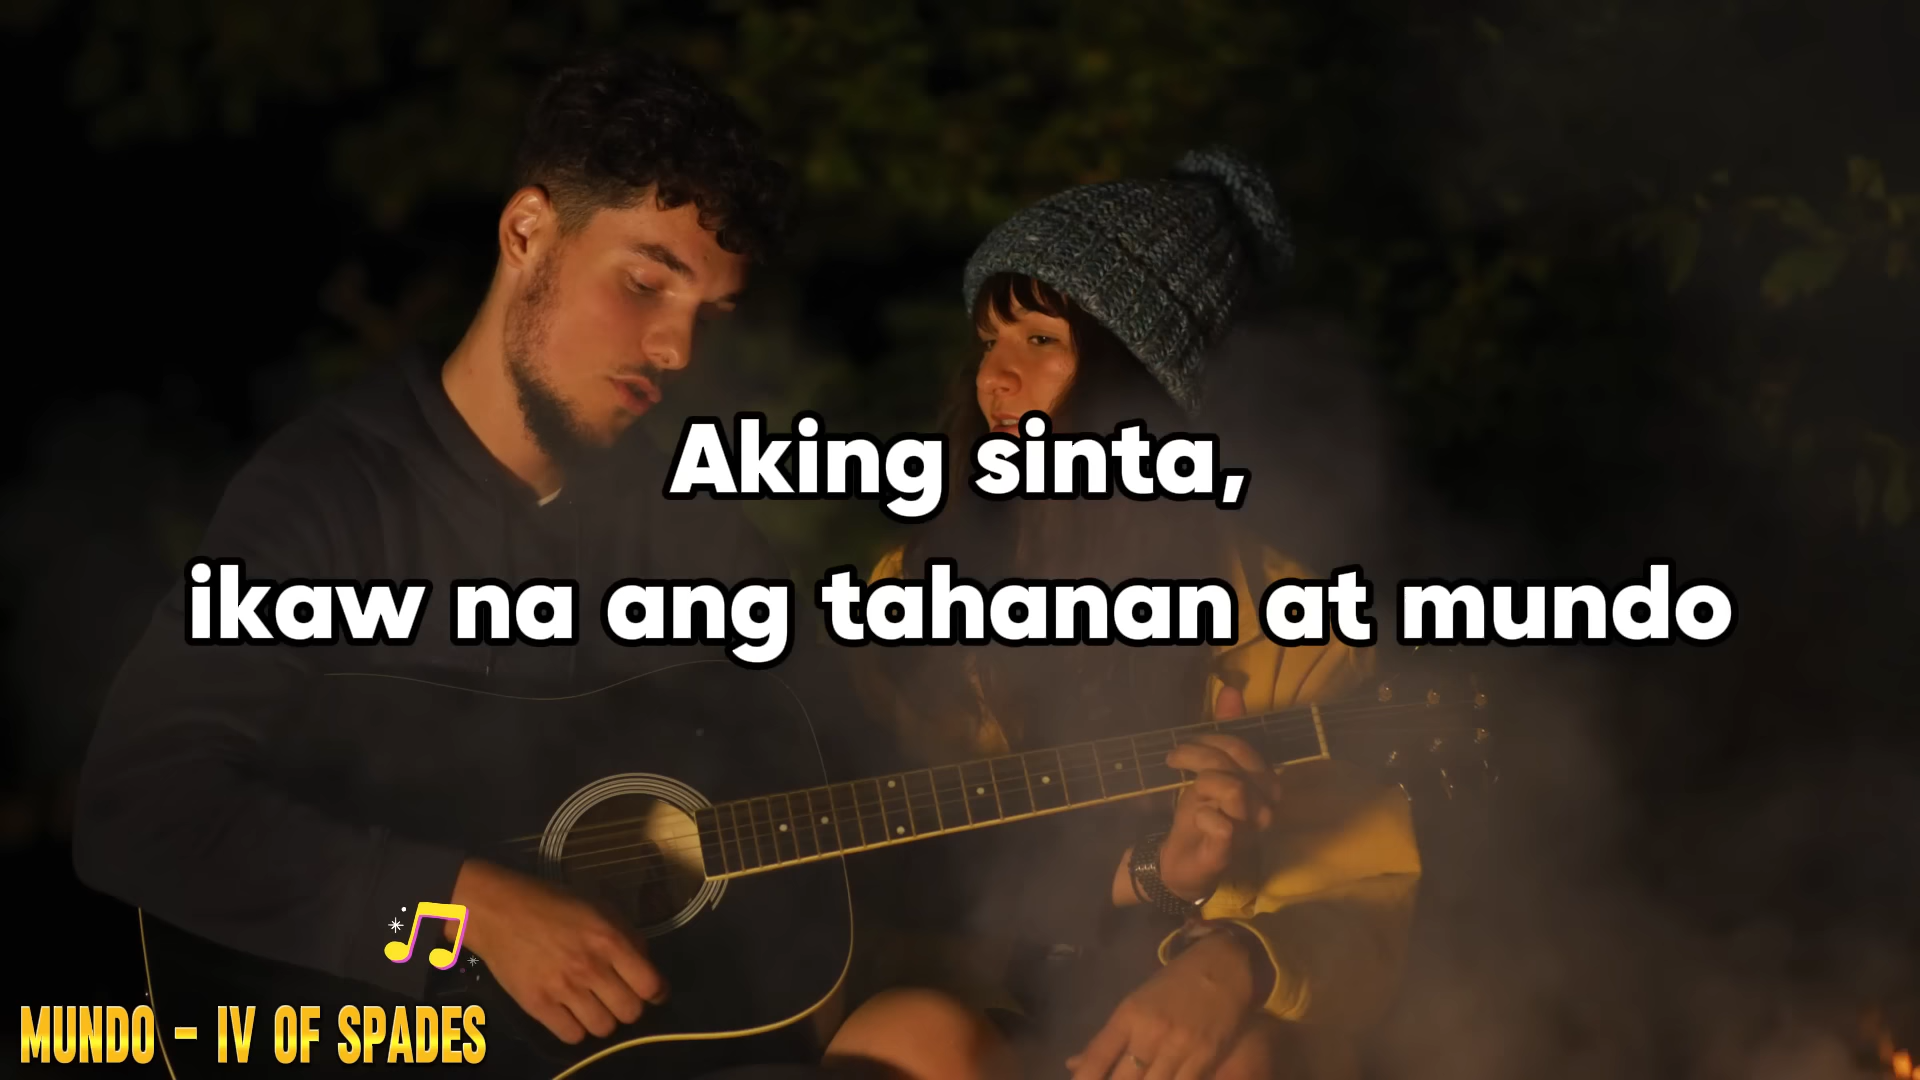 Aking sinta,
ikaw na ang tahanan at mundo
MUNDO - IV OF SPADES